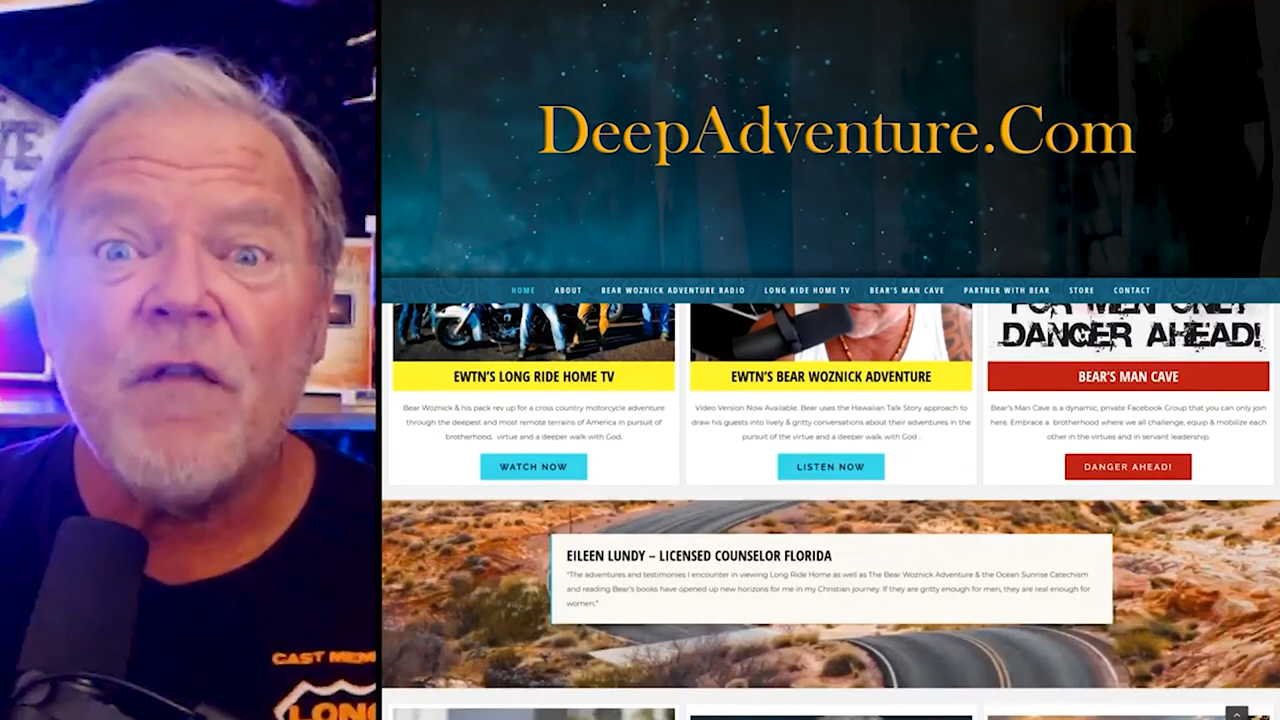 TE
DeepAdventure.Com
HOME ABOUT BEAR WOZNICK ADVENTURE RADIO LONG RIDE HOME TV BEAR'S MAN CAVE PARTNER WITH BEAR STORE CONTACT
FOR MEN ONLY
DANGER AHEAD!
EWTN'S LONG RIDE HOME TV
Bear Woznick & his pack rev up for a cross country motorcycle adventure
through the deepest and most remote terrains of America in pursuit of
brotherhood, virtue and a deeper walk with God.
WATCH NOW
EWTN'S BEAR WOZNICK ADVENTURE
Video Version Now Available. Bear uses the Hawaiian Talk Story approach to
draw his guests into lively & gritty conversations about their adventures in the
pursuit of the virtue and a deeper walk with God .
LISTEN NOW
BEAR'S MAN CAVE
Bear's Man Cave is a dynamic, private Facebook Group that you can only join
here. Embrace a brotherhood where we all challenge, equip & mobilize each
other in the virtues and in servant leadership.
DANGER AHEAD!
EILEEN LUNDY – LICENSED COUNSELOR FLORIDA
"The adventures and testimonies I encounter in viewing Long Ride Home as well as The Bear Woznick Adventure & the Ocean Sunrise Catechism
and reading Bear's books have opened up new horizons for me in my Christian journey. If they are gritty enough for men, they are real enough for
women."
CAST MEM
LONG